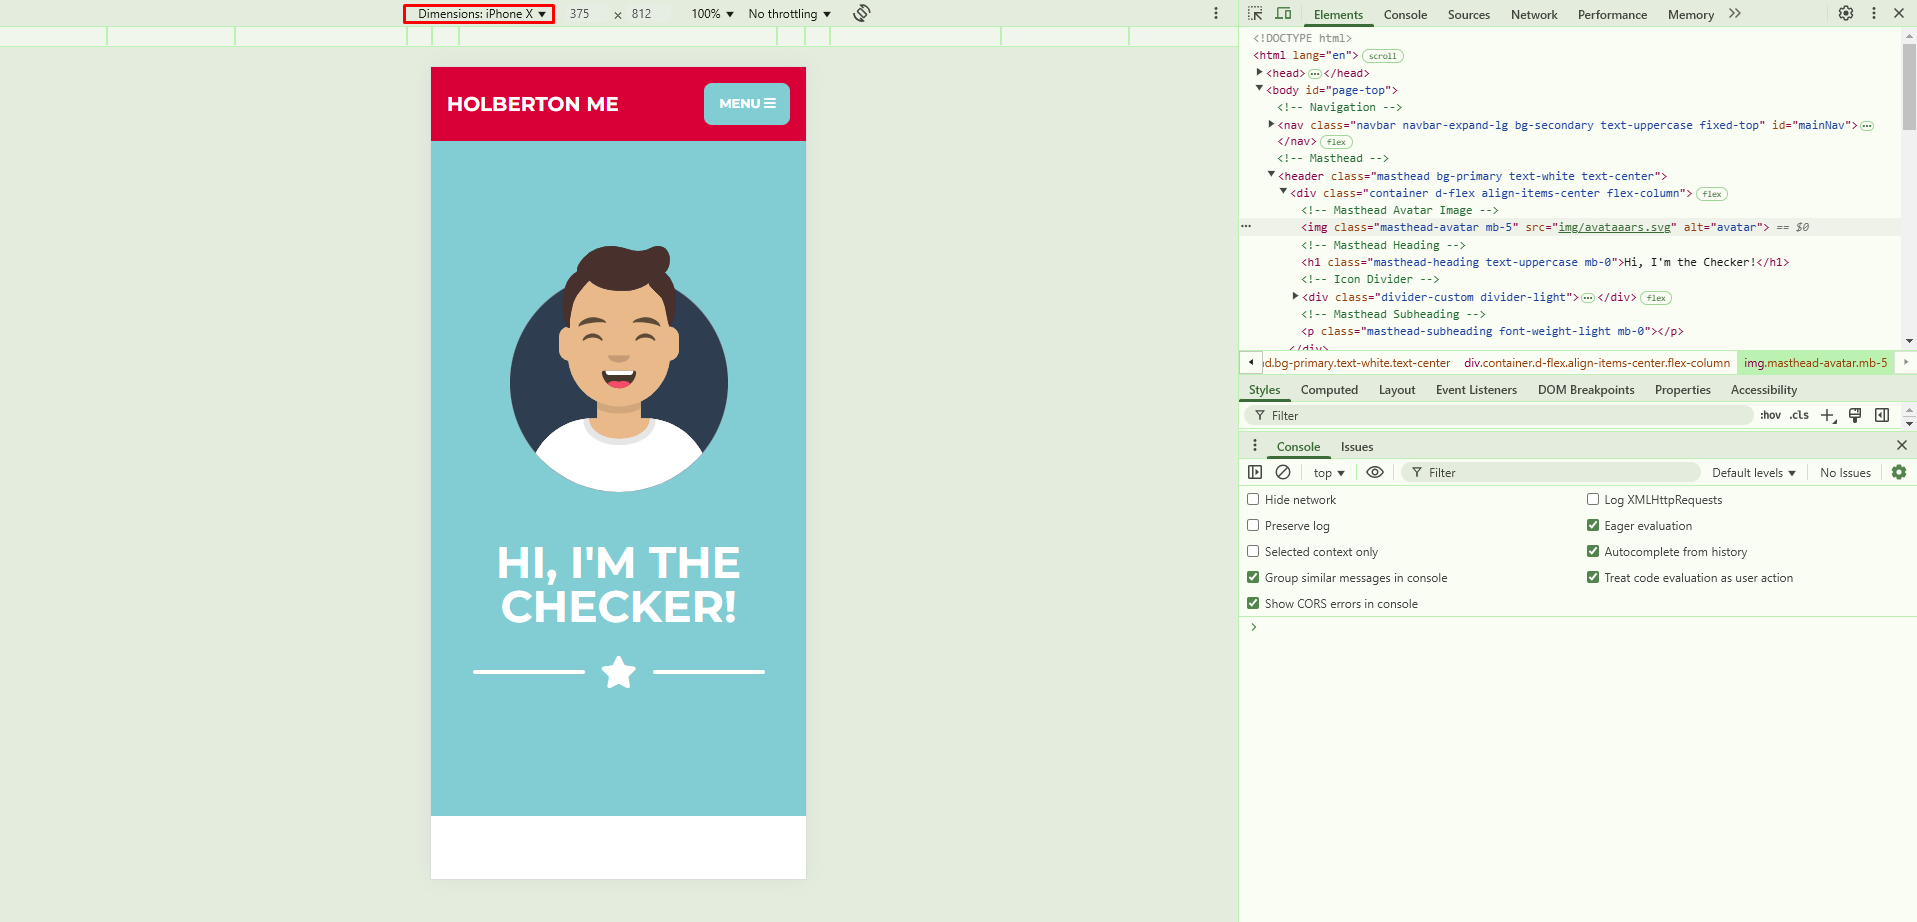 Dimensions: iPhone X
375 × 812
100%
No throttling
HOLBERTON ME
MENU
HI, I'M THE
CHECKER!
Elements Console Sources Network Performance Memory
<!DOCTYPE html>
<html lang="en"> scroll
<head> ⋯ </head>
<body id="page-top">
<!-- Navigation -->
<nav class="navbar navbar-expand-lg bg-secondary text-uppercase fixed-top" id="mainNav"> ⋯
</nav> flex
<!-- Masthead -->
<header class="masthead bg-primary text-white text-center">
<div class="container d-flex align-items-center flex-column"> flex
<!-- Masthead Avatar Image -->
<img class="masthead-avatar mb-5" src="img/avataaars.svg" alt="avatar"> == $0
<!-- Masthead Heading -->
<h1 class="masthead-heading text-uppercase mb-0">Hi, I'm the Checker!</h1>
<!-- Icon Divider -->
<div class="divider-custom divider-light"> ⋯ </div> flex
<!-- Masthead Subheading -->
<p class="masthead-subheading font-weight-light mb-0"></p>
</div>
d.bg-primary.text-white.text-center div.container.d-flex.align-items-center.flex-column img.masthead-avatar.mb-5
Styles Computed Layout Event Listeners DOM Breakpoints Properties Accessibility
Filter :hov .cls
Console Issues
top Filter Default levels No Issues
Hide network Log XMLHttpRequests
Preserve log Eager evaluation
Selected context only Autocomplete from history
Group similar messages in console Treat code evaluation as user action
Show CORS errors in console